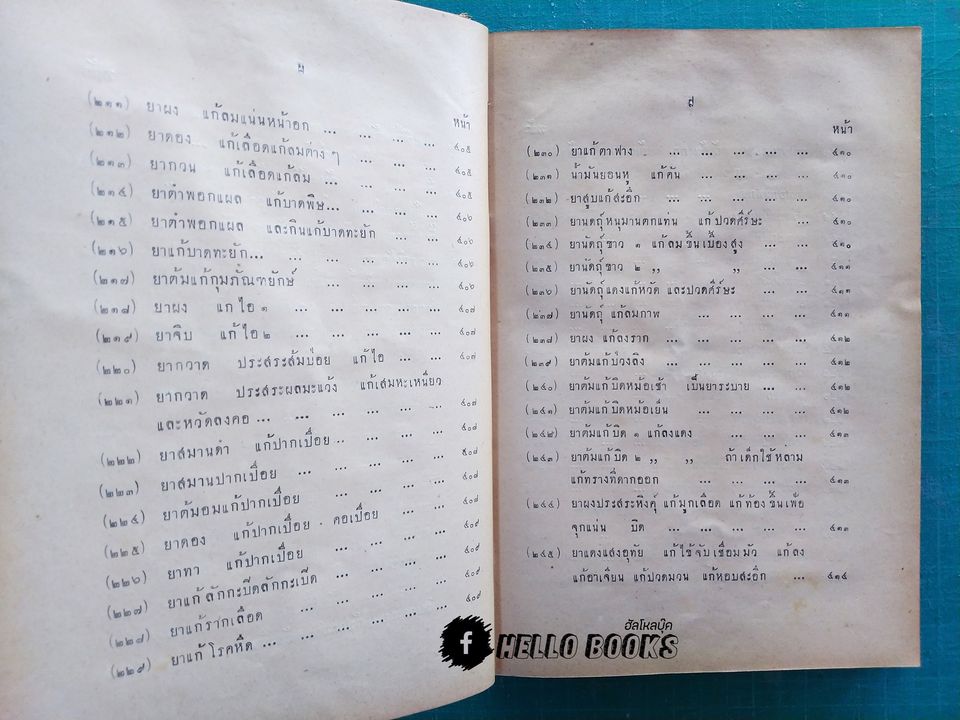 ษ
หน้า
(๒๑๑) ยาผง แก้ลมแน่นหน้าอก ... ... ... ๔๐๕
(๒๑๒) ยาดอง แก้เลือดแก้ลมต่าง ๆ ... ... ๔๐๕
(๒๑๓) ยากวน แก้เลือดแก้ลม ... ... ... ... ๔๐๕
(๒๑๔) ยาตำพอกแผล แก้บาดพิษ... ... ... ... ๔๐๖
(๒๑๕) ยาตำพอกแผล และกินแก้บาดทะยัก ... ... ๔๐๖
(๒๑๖) ยาแก้บาดทะยัก... ... ... ... ... ... ๔๐๖
(๒๑๗) ยาต้มแก้กุมภัณฑยักษ์ ... ... ... ... ๔๐๖
(๒๑๘) ยาผง แก้ไอ ๑ ... ... ... ... ... ๔๐๗
(๒๑๙) ยาจิบ แก้ไอ ๒ ... ... ... ... ... ๔๐๗
(๒๒๐) ยากวาด ประสระส้มป่อย แก้ไอ ... ... ๔๐๗
(๒๒๑) ยากวาด ประสระผลมะแว้ง แก้เสมหะเหนียว
และหวัดลงคอ ... ... ... ... ... ... ๔๐๘
(๒๒๒) ยาสมานดำ แก้ปากเปื่อย ... ... ... ... ๔๐๘
(๒๒๓) ยาสมานปากเปื่อย ... ... ... ... ... ๔๐๘
(๒๒๔) ยาต้มอมแก้ปากเปื่อย ... ... ... ... ๔๐๘
(๒๒๕) ยาดอง แก้ปากเปื่อย คอเปื่อย ... ... ... ๔๐๙
(๒๒๖) ยาทา แก้ปากเปื่อย ... ... ... ... ๔๐๙
(๒๒๗) ยาแก้ลักกะปีดลักกะเปิด ... ... ... ... ๔๐๙
(๒๒๘) ยาแก้รากเลือด ... ... ... ... ... ๔๐๙
(๒๒๙) ยาแก้โรคหืด ... ... ... ...
ส
หน้า
(๒๓๐) ยาแก้ตาฟาง ... ... ... ... ... ๔๑๐
(๒๓๑) น้ำมันยอนหู แก้คัน ... ... ... ... ๔๑๐
(๒๓๒) ยาสูบแก้สะอึก ... ... ... ... ... ๔๑๐
(๒๓๓) ยานัตถุ์หนุมานตกแท่น แก้ปวดศีร์ษะ ... ๔๑๐
(๒๓๔) ยานัตถุ์ขาว ๑ แก้ลมขึ้นเบื้องสูง ... ... ๔๑๐
(๒๓๕) ยานัตถุ์ขาว ๒ ,, ,, ... ... ๔๑๑
(๒๓๖) ยานัตถุ์แดงแก้หวัด และปวดศีร์ษะ ... ... ๔๑๑
(๒๓๗) ยานัตถุ์ แก้ลมภาพ ... ... ... ... ๔๑๑
(๒๓๘) ยาผง แก้ลงราก ... ... ... ... ... ๔๑๒
(๒๓๙) ยาต้มแก้บ่วงลิง ... ... ... ... ... ๔๑๒
(๒๔๐) ยาต้มแก้บิดหม้อเช้า เป็นยาระบาย ... ... ๔๑๒
(๒๔๑) ยาต้มแก้บิดหม้อเย็น ... ... ... ... ๔๑๒
(๒๔๒) ยาต้มแก้บิด ๑ แก้ลงแดง ... ... ... ๔๑๓
(๒๔๓) ยาต้มแก้บิด ๒ ,, ,, ถ้าเด็กใช้หล่าม
แก้ทรางที่ดากออก ... ... ... ... ๔๑๓
(๒๔๔) ยาผงประสระหิงคุ์ แก้มูกเลือด แก้ท้องขึ้นเฟ้อ
จุกแน่น บิด ... ... ... ... ... ๔๑๓
(๒๔๕) ยาแดงแสงอุทัย แก้ไข้จับเชื่อมมัว แก้ลง
แก้อาเจียน แก้ปวดมวน แก้หอบสะอึก ... ๔๑๔
ฮัลโหลบุ๊ค
f HELLO BOOKS